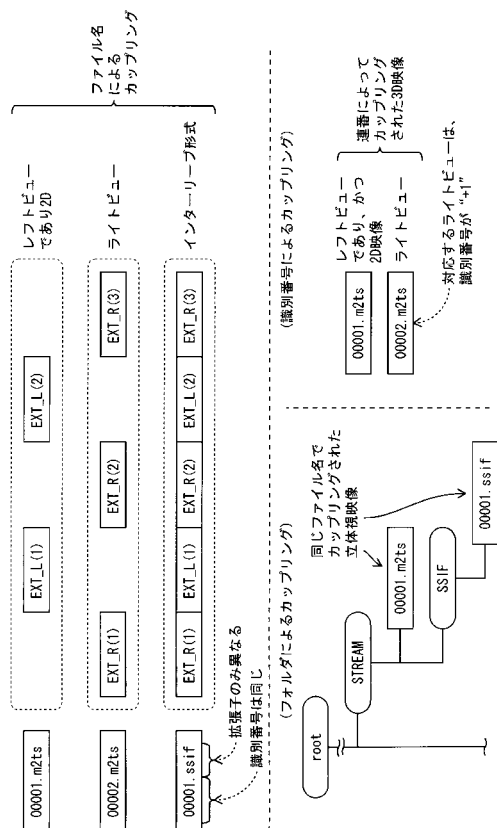 レフトビュー
であり2D
ファイル名
による
カップリング
00001.m2ts
EXT_L(1)
EXT_L(2)
ライトビュー
00002.m2ts
EXT_R(1)
EXT_R(2)
EXT_R(3)
インターリーブ形式
00001.ssif
EXT_R(1)
EXT_L(1)
EXT_R(2)
EXT_L(2)
EXT_R(3)
拡張子のみ異なる
識別番号は同じ
(フォルダによるカップリング)
root
STREAM
同じファイル名で
カップリングされた
立体視映像
00001.m2ts
SSIF
00001.ssif
(識別番号によるカップリング)
00001.m2ts
レフトビュー
であり、かつ
2D映像
00002.m2ts
ライトビュー
連番によって
カップリング
された3D映像
対応するライトビューは、
識別番号が“+1”